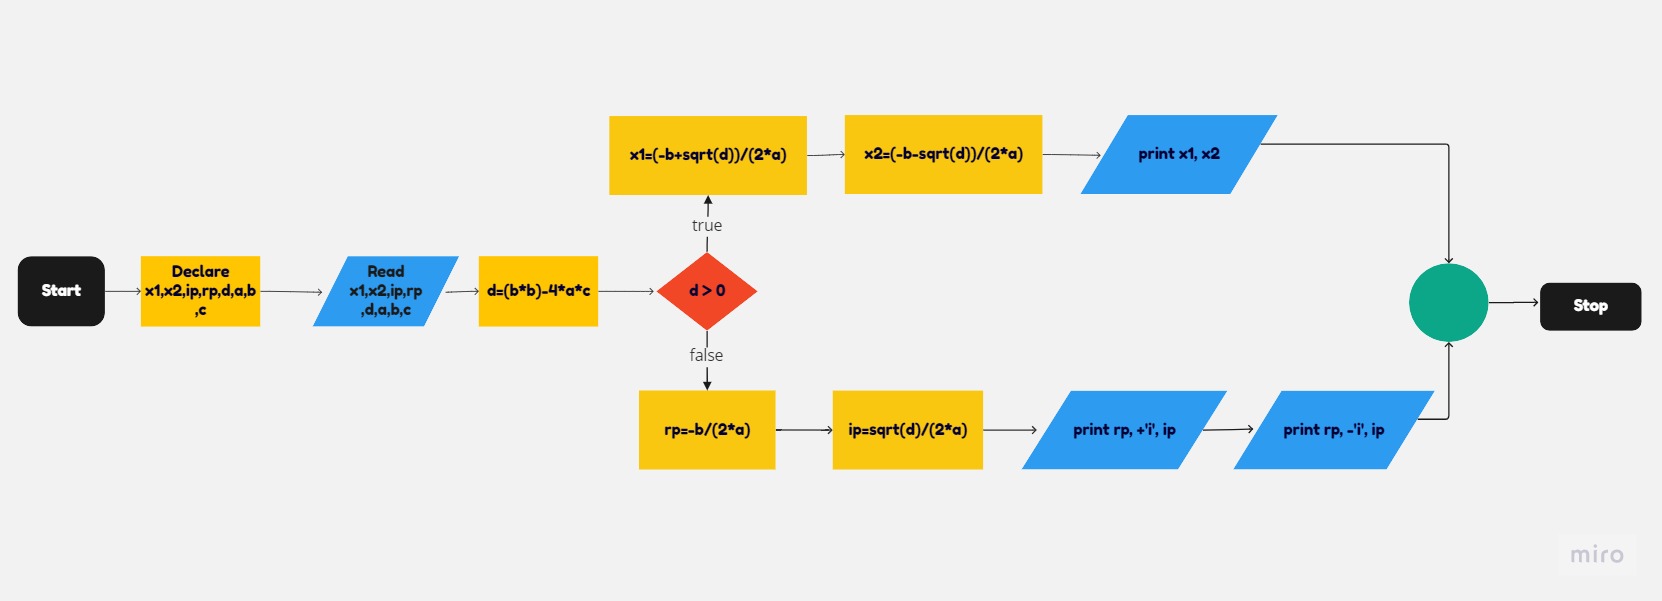 Start
Declare
x1,x2,ip,rp,d,a,b
,c
Read
x1,x2,ip,rp
,d,a,b,c
d=(b*b)-4*a*c
d > 0
true
x1=(-b+sqrt(d))/(2*a)
x2=(-b-sqrt(d))/(2*a)
print x1, x2
false
rp=-b/(2*a)
ip=sqrt(d)/(2*a)
print rp, +'i', ip
print rp, -'i', ip
Stop
miro